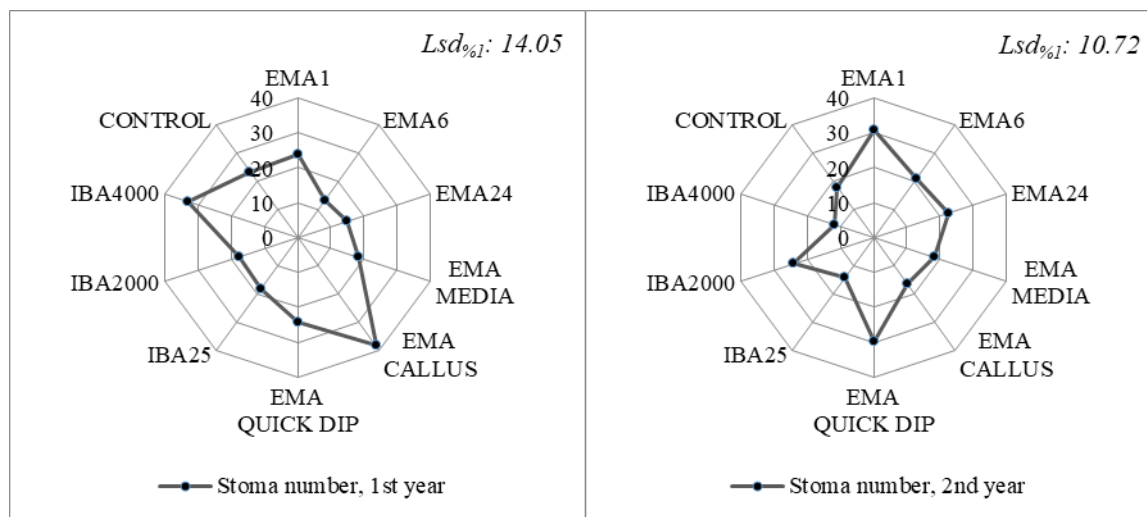 Lsd%1: 14.05
EMA1
40
CONTROL
EMA6
30
20
IBA4000
EMA24
10
0
IBA2000
EMA
MEDIA
IBA25
EMA
CALLUS
EMA
QUICK DIP
Stoma number, 1st year
Lsd%1: 10.72
EMA1
40
CONTROL
EMA6
30
20
IBA4000
EMA24
10
0
IBA2000
EMA
MEDIA
IBA25
EMA
CALLUS
EMA
QUICK DIP
Stoma number, 2nd year